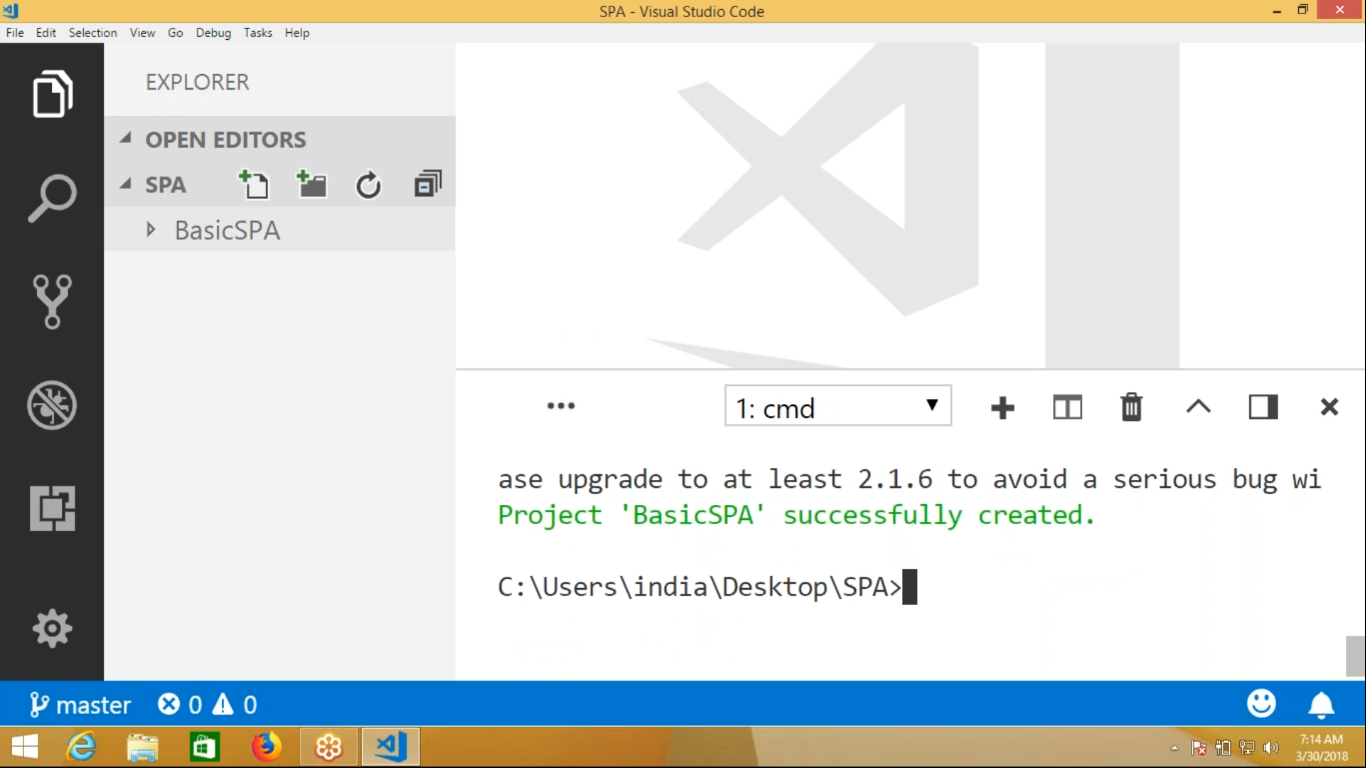 SPA - Visual Studio Code
File Edit Selection View Go Debug Tasks Help
EXPLORER
OPEN EDITORS
SPA
BasicSPA
1: cmd
ase upgrade to at least 2.1.6 to avoid a serious bug wi
Project 'BasicSPA' successfully created.
C:\Users\india\Desktop\SPA>
master 0 0
7:14 AM
3/30/2018